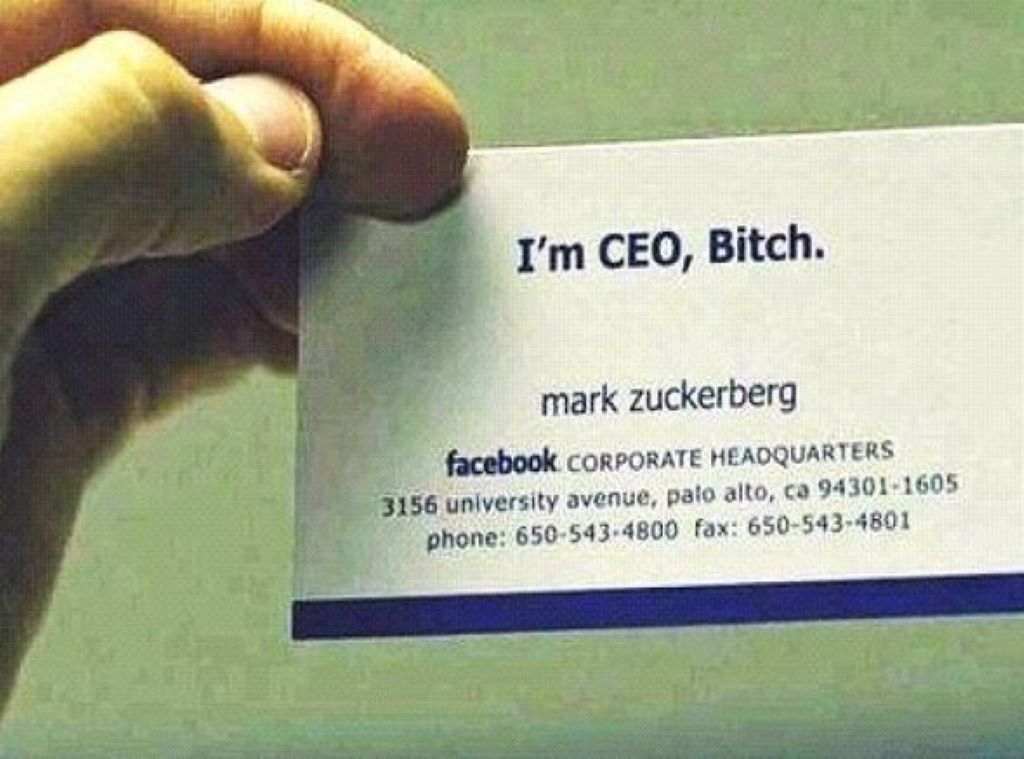 I'm CEO, Bitch.
mark zuckerberg
facebook CORPORATE HEADQUARTERS
3156 university avenue, palo alto, ca 94301-1605
phone: 650-543-4800 fax: 650-543-4801